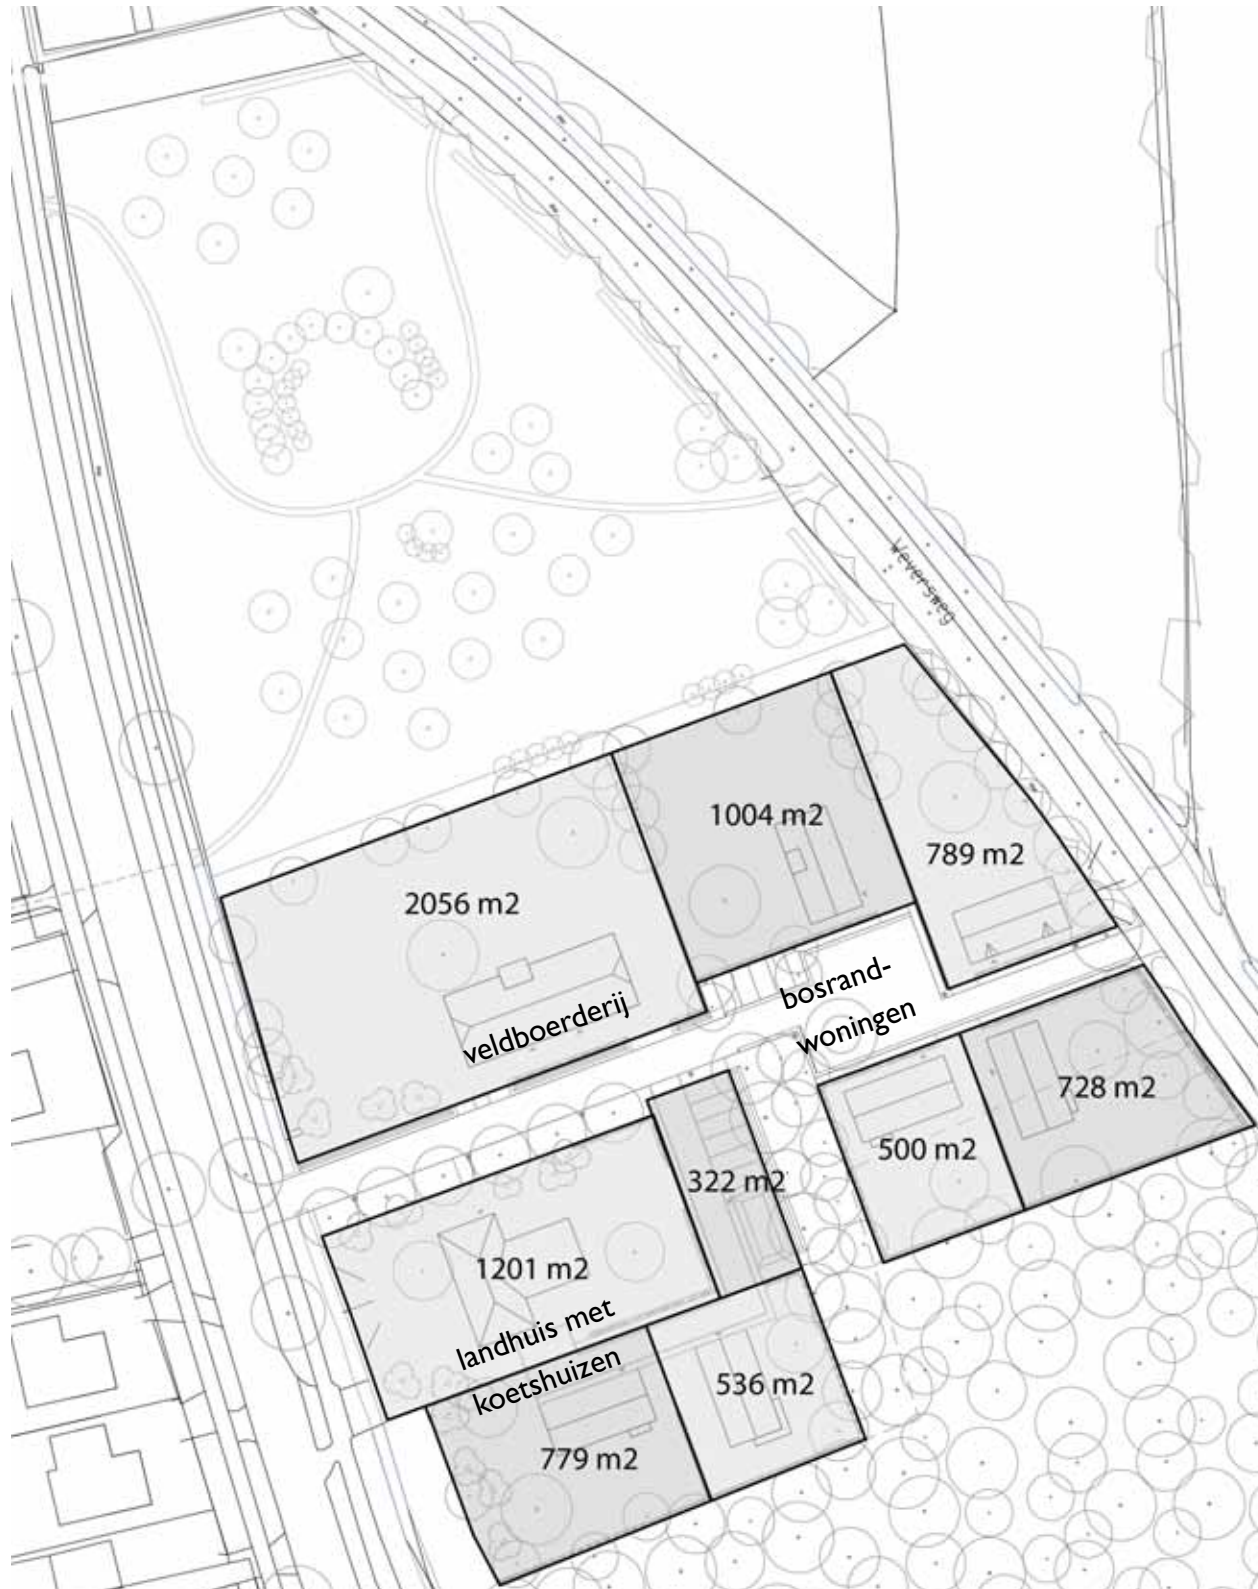 Weversweg
1004 m2
789 m2
2056 m2
bosrand-
woningen
veldboerderij
728 m2
500 m2
322 m2
1201 m2
landhuis met
koetshuizen
536 m2
779 m2